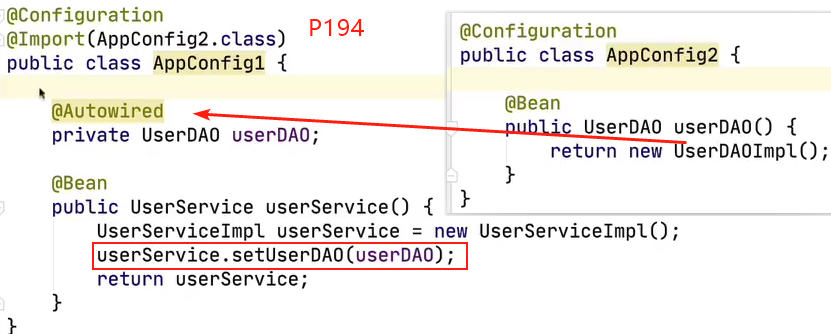 @Configuration
@Import(AppConfig2.class)
public class AppConfig1 {
@Autowired
private UserDAO userDAO;
@Bean
public UserService userService() {
UserServiceImpl userService = new UserServiceImpl();
userService.setUserDAO(userDAO);
return userService;
}
}
P194
@Configuration
public class AppConfig2 {
@Bean
public UserDAO userDAO() {
return new UserDAOImpl();
}
}